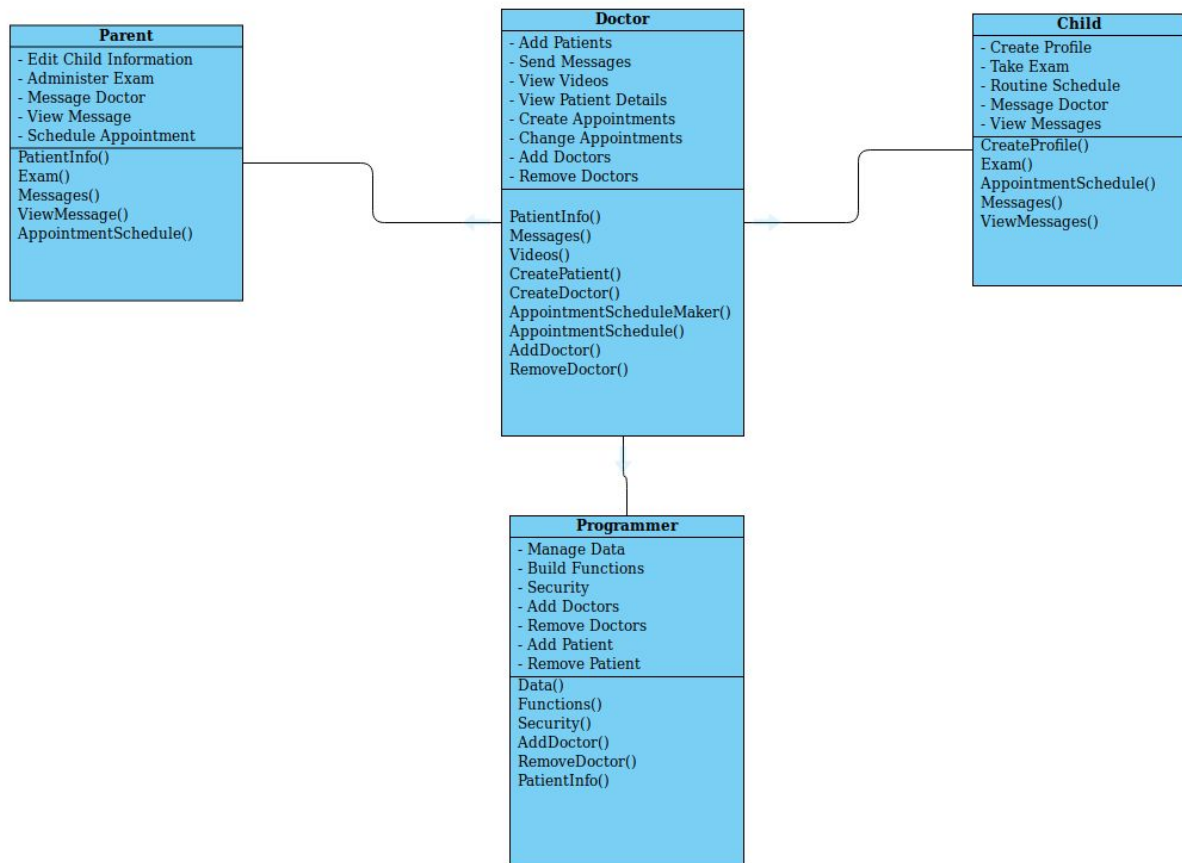 Parent
- Edit Child Information
- Administer Exam
- Message Doctor
- View Message
- Schedule Appointment
PatientInfo()
Exam()
Messages()
ViewMessage()
AppointmentSchedule()
Doctor
- Add Patients
- Send Messages
- View Videos
- View Patient Details
- Create Appointments
- Change Appointments
- Add Doctors
- Remove Doctors
PatientInfo()
Messages()
Videos()
CreatePatient()
CreateDoctor()
AppointmentScheduleMaker()
AppointmentSchedule()
AddDoctor()
RemoveDoctor()
Child
- Create Profile
- Take Exam
- Routine Schedule
- Message Doctor
- View Messages
CreateProfile()
Exam()
AppointmentSchedule()
Messages()
ViewMessages()
Programmer
- Manage Data
- Build Functions
- Security
- Add Doctors
- Remove Doctors
- Add Patient
- Remove Patient
Data()
Functions()
Security()
AddDoctor()
RemoveDoctor()
PatientInfo()